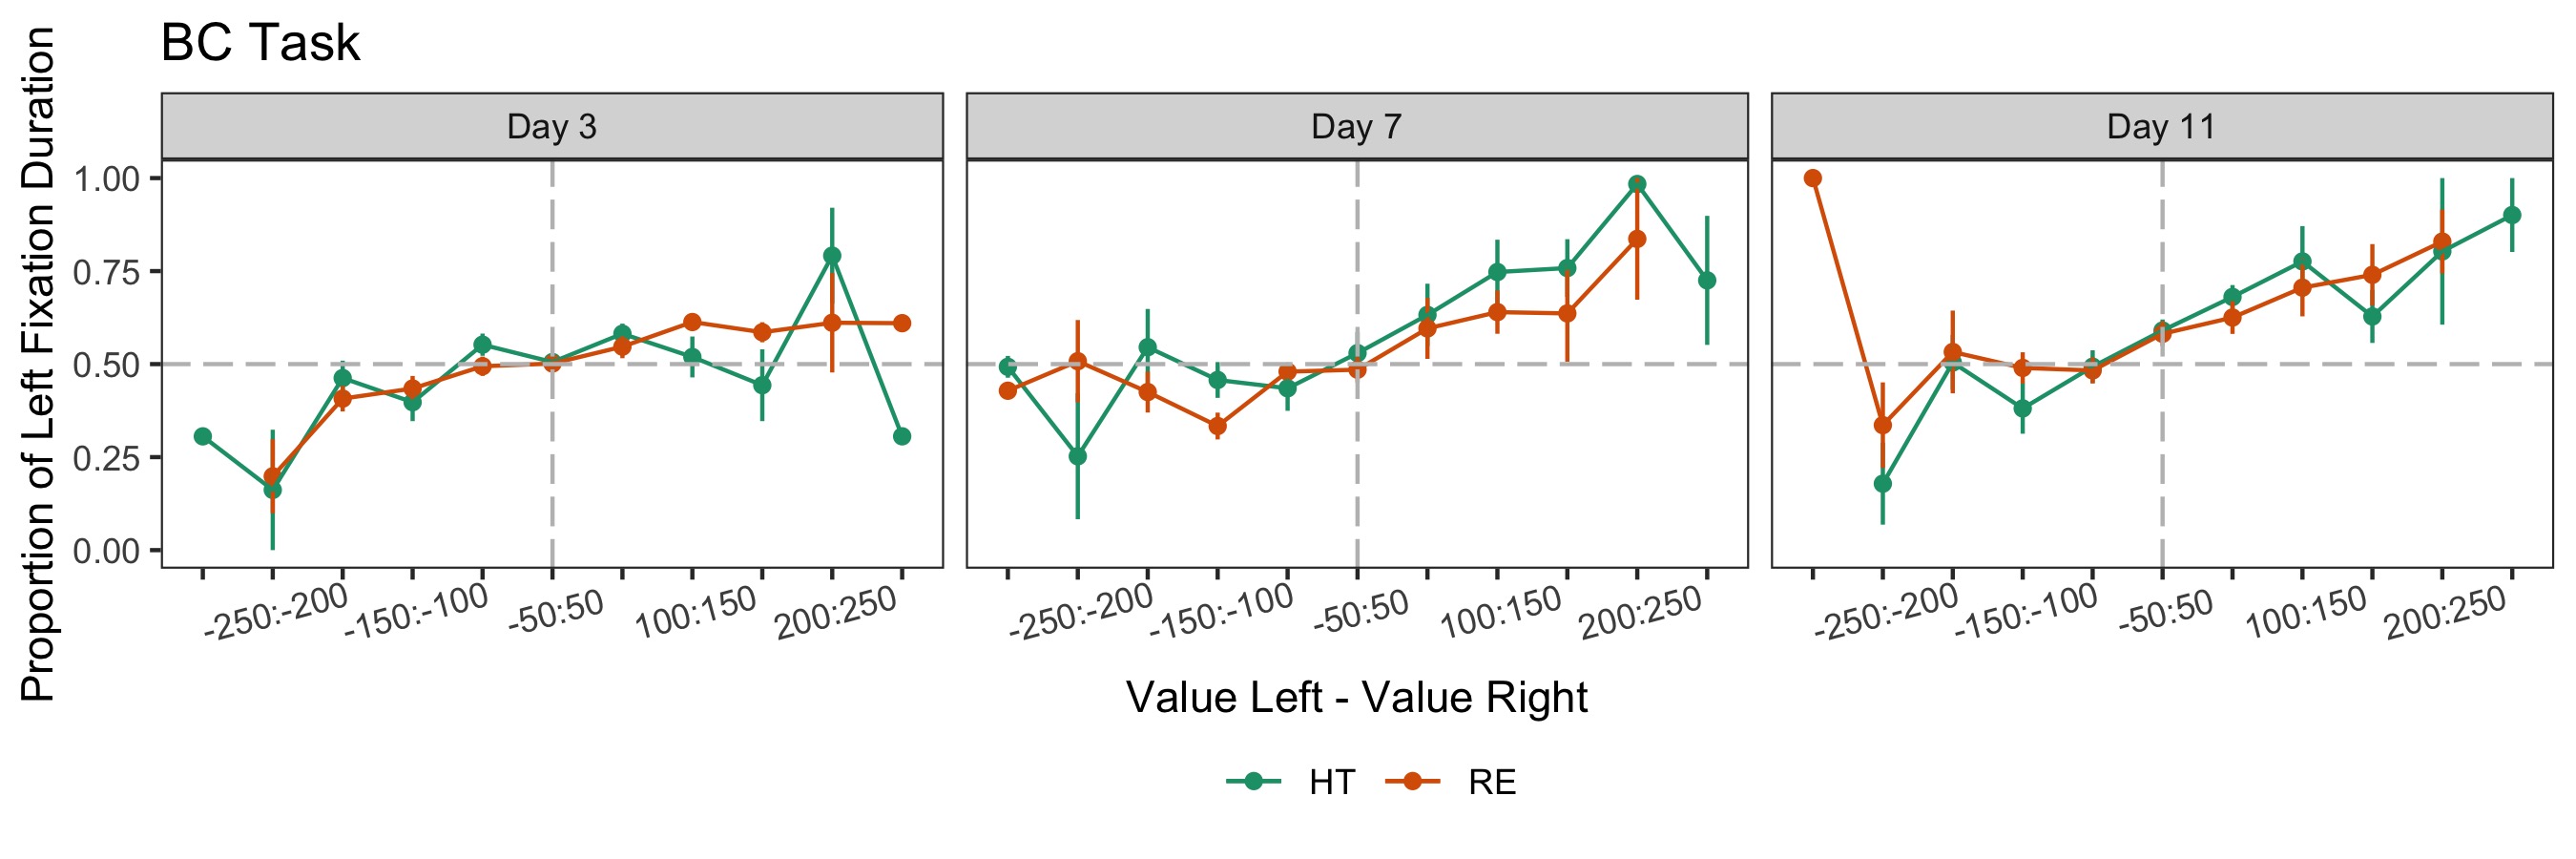 BC Task
Proportion of Left Fixation Duration
Day 3
Day 7
Day 11
1.00
0.75
0.50
0.25
0.00
-250:-200 -150:-100 -50:50 100:150 200:250
-250:-200 -150:-100 -50:50 100:150 200:250
-250:-200 -150:-100 -50:50 100:150 200:250
Value Left - Value Right
HT RE